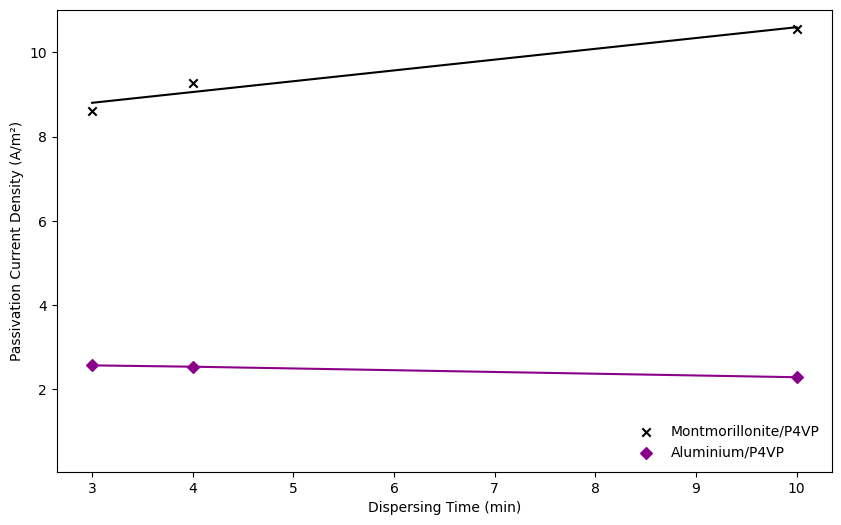 10
8
6
4
2
Passivation Current Density (A/m²)
Montmorillonite/P4VP
Aluminium/P4VP
3 4 5 6 7 8 9 10
Dispersing Time (min)